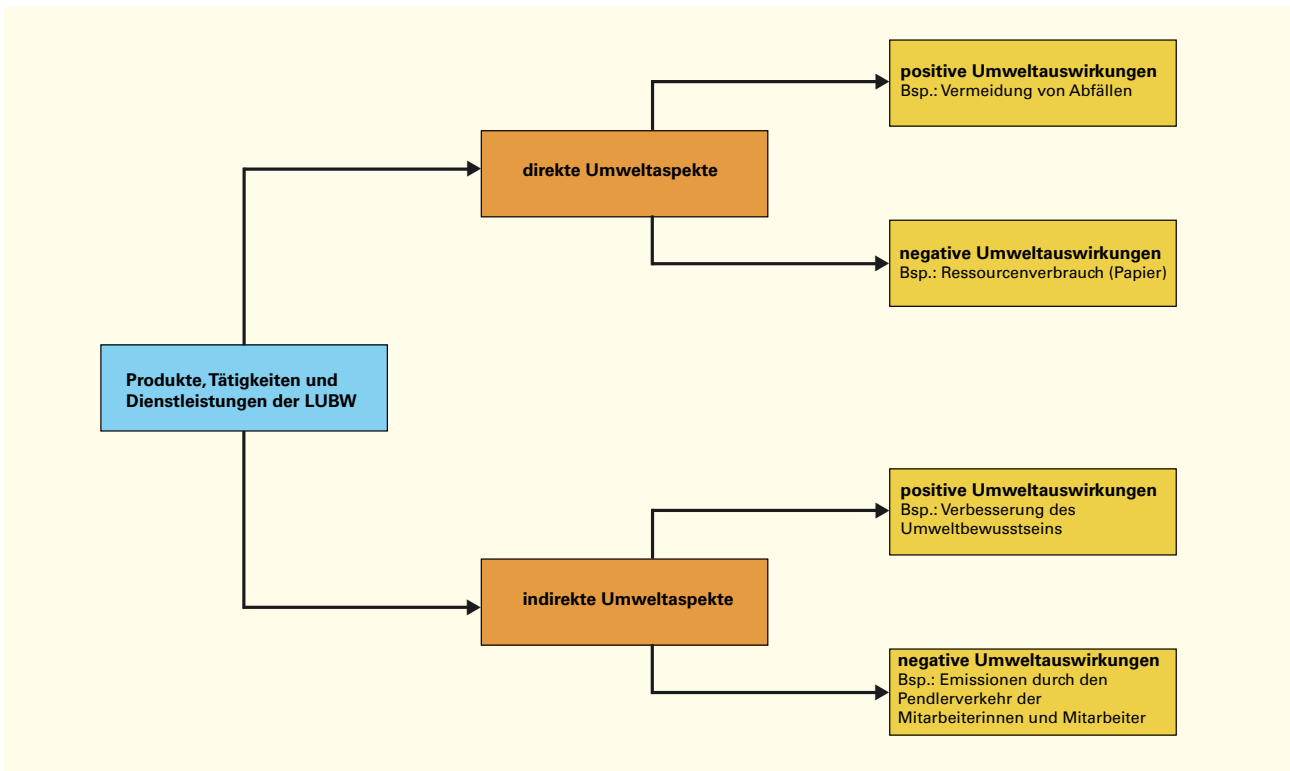 positive Umweltauswirkungen
Bsp.: Vermeidung von Abfällen
direkte Umweltaspekte
negative Umweltauswirkungen
Bsp.: Ressourcenverbrauch (Papier)
Produkte, Tätigkeiten und
Dienstleistungen der LUBW
positive Umweltauswirkungen
Bsp.: Verbesserung des
Umweltbewusstseins
indirekte Umweltaspekte
negative Umweltauswirkungen
Bsp.: Emissionen durch den
Pendlerverkehr der
Mitarbeiterinnen und Mitarbeiter